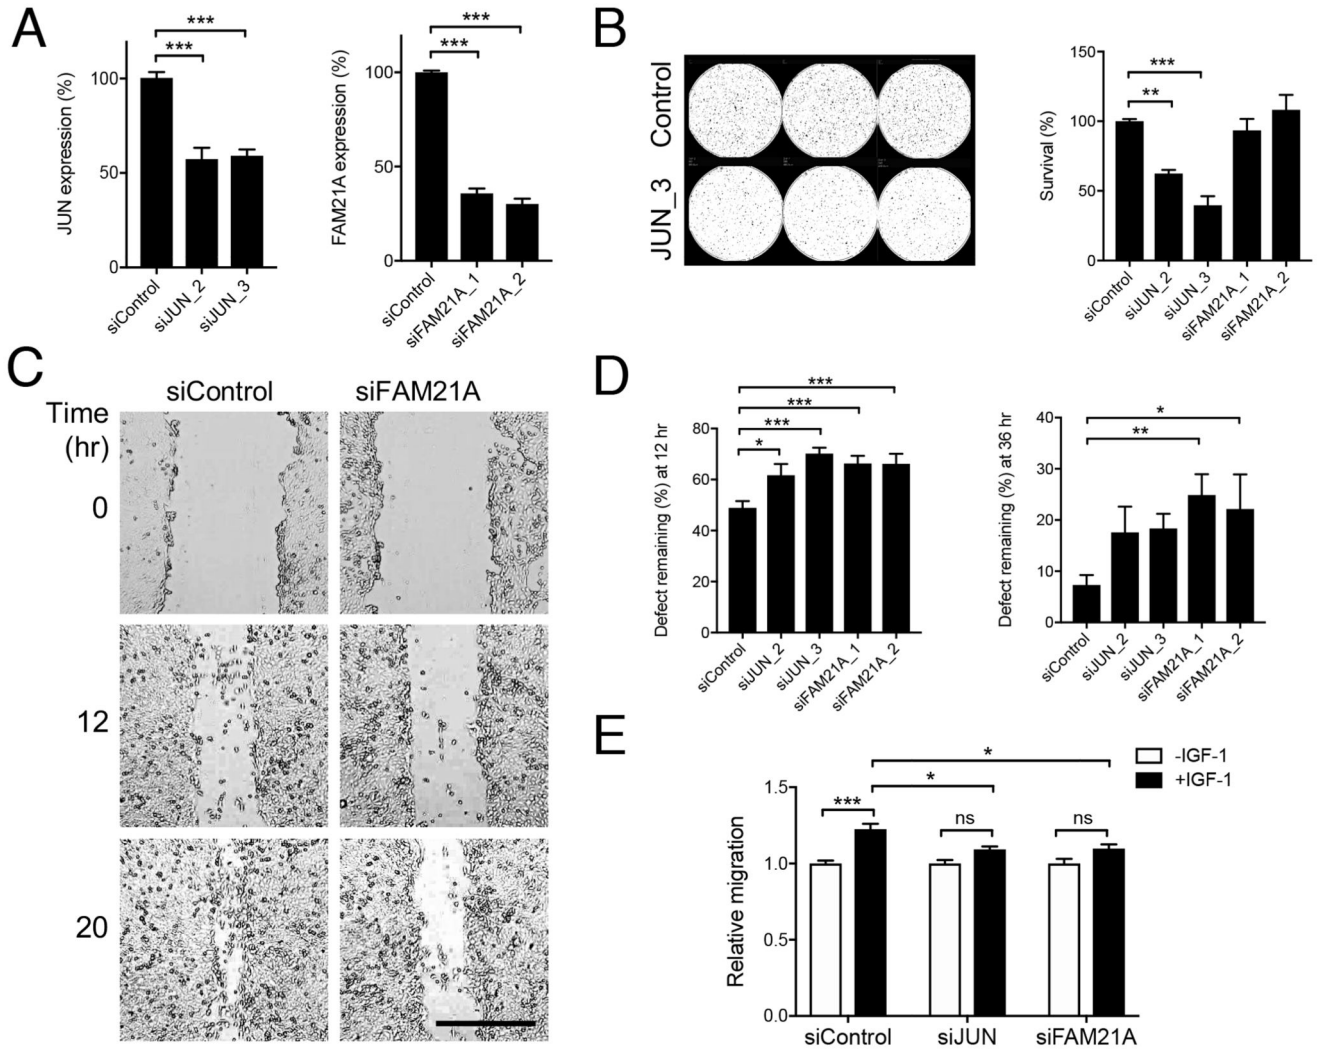 A
JUN expression (%)
100
50
0
***
***
siControl
siJUN_2
siJUN_3
FAM21A expression (%)
100
50
0
***
***
siControl
siFAM21A_1
siFAM21A_2
B
Control
JUN_3
Survival (%)
150
100
50
0
***
**
siControl
siJUN_2
siJUN_3
siFAM21A_1
siFAM21A_2
C
siControl
siFAM21A
Time
(hr)
0
12
20
D
Defect remaining (%) at 12 hr
80
60
40
20
0
***
***
***
*
siControl
siJUN_2
siJUN_3
siFAM21A_1
siFAM21A_2
Defect remaining (%) at 36 hr
40
30
20
10
0
*
**
siControl
siJUN_2
siJUN_3
siFAM21A_1
siFAM21A_2
E
-IGF-1
+IGF-1
Relative migration
1.5
1.0
0.5
0.0
*
*
***
ns
ns
siControl
siJUN
siFAM21A